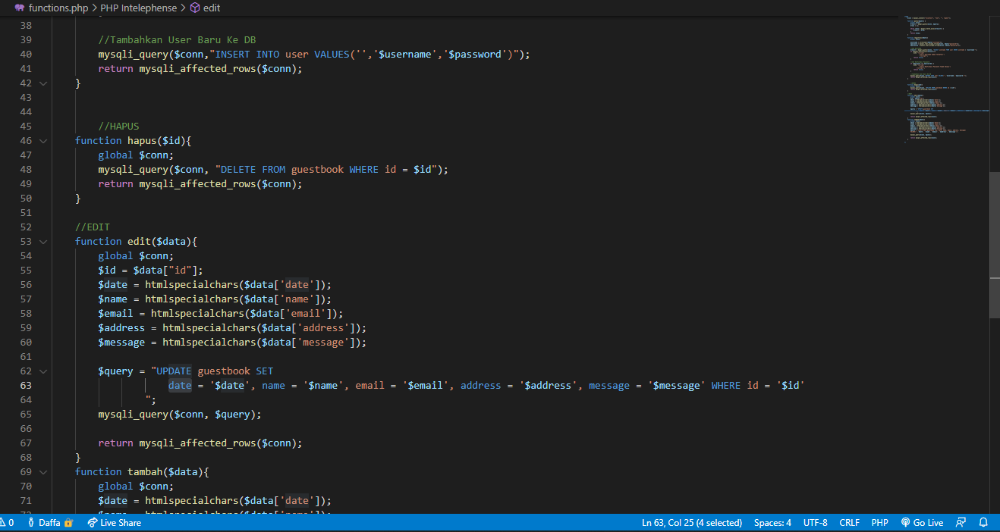 functions.php > PHP Intelephense > edit
38
39 //Tambahkan User Baru Ke DB
40 mysqli_query($conn,"INSERT INTO user VALUES('','$username','$password')");
41 return mysqli_affected_rows($conn);
42 }
43
44
45 //HAPUS
46 function hapus($id){
47 global $conn;
48 mysqli_query($conn, "DELETE FROM guestbook WHERE id = $id");
49 return mysqli_affected_rows($conn);
50 }
51
52 //EDIT
53 function edit($data){
54 global $conn;
55 $id = $data["id"];
56 $date = htmlspecialchars($data['date']);
57 $name = htmlspecialchars($data['name']);
58 $email = htmlspecialchars($data['email']);
59 $address = htmlspecialchars($data['address']);
60 $message = htmlspecialchars($data['message']);
61
62 $query = "UPDATE guestbook SET
63 date = '$date', name = '$name', email = '$email', address = '$address', message = '$message' WHERE id = '$id'
64 ";
65 mysqli_query($conn, $query);
66
67 return mysqli_affected_rows($conn);
68 }
69 function tambah($data){
70 global $conn;
71 $date = htmlspecialchars($data['date']);
0 Daffa Live Share Ln 63, Col 25 (4 selected) Spaces: 4 UTF-8 CRLF PHP Go Live